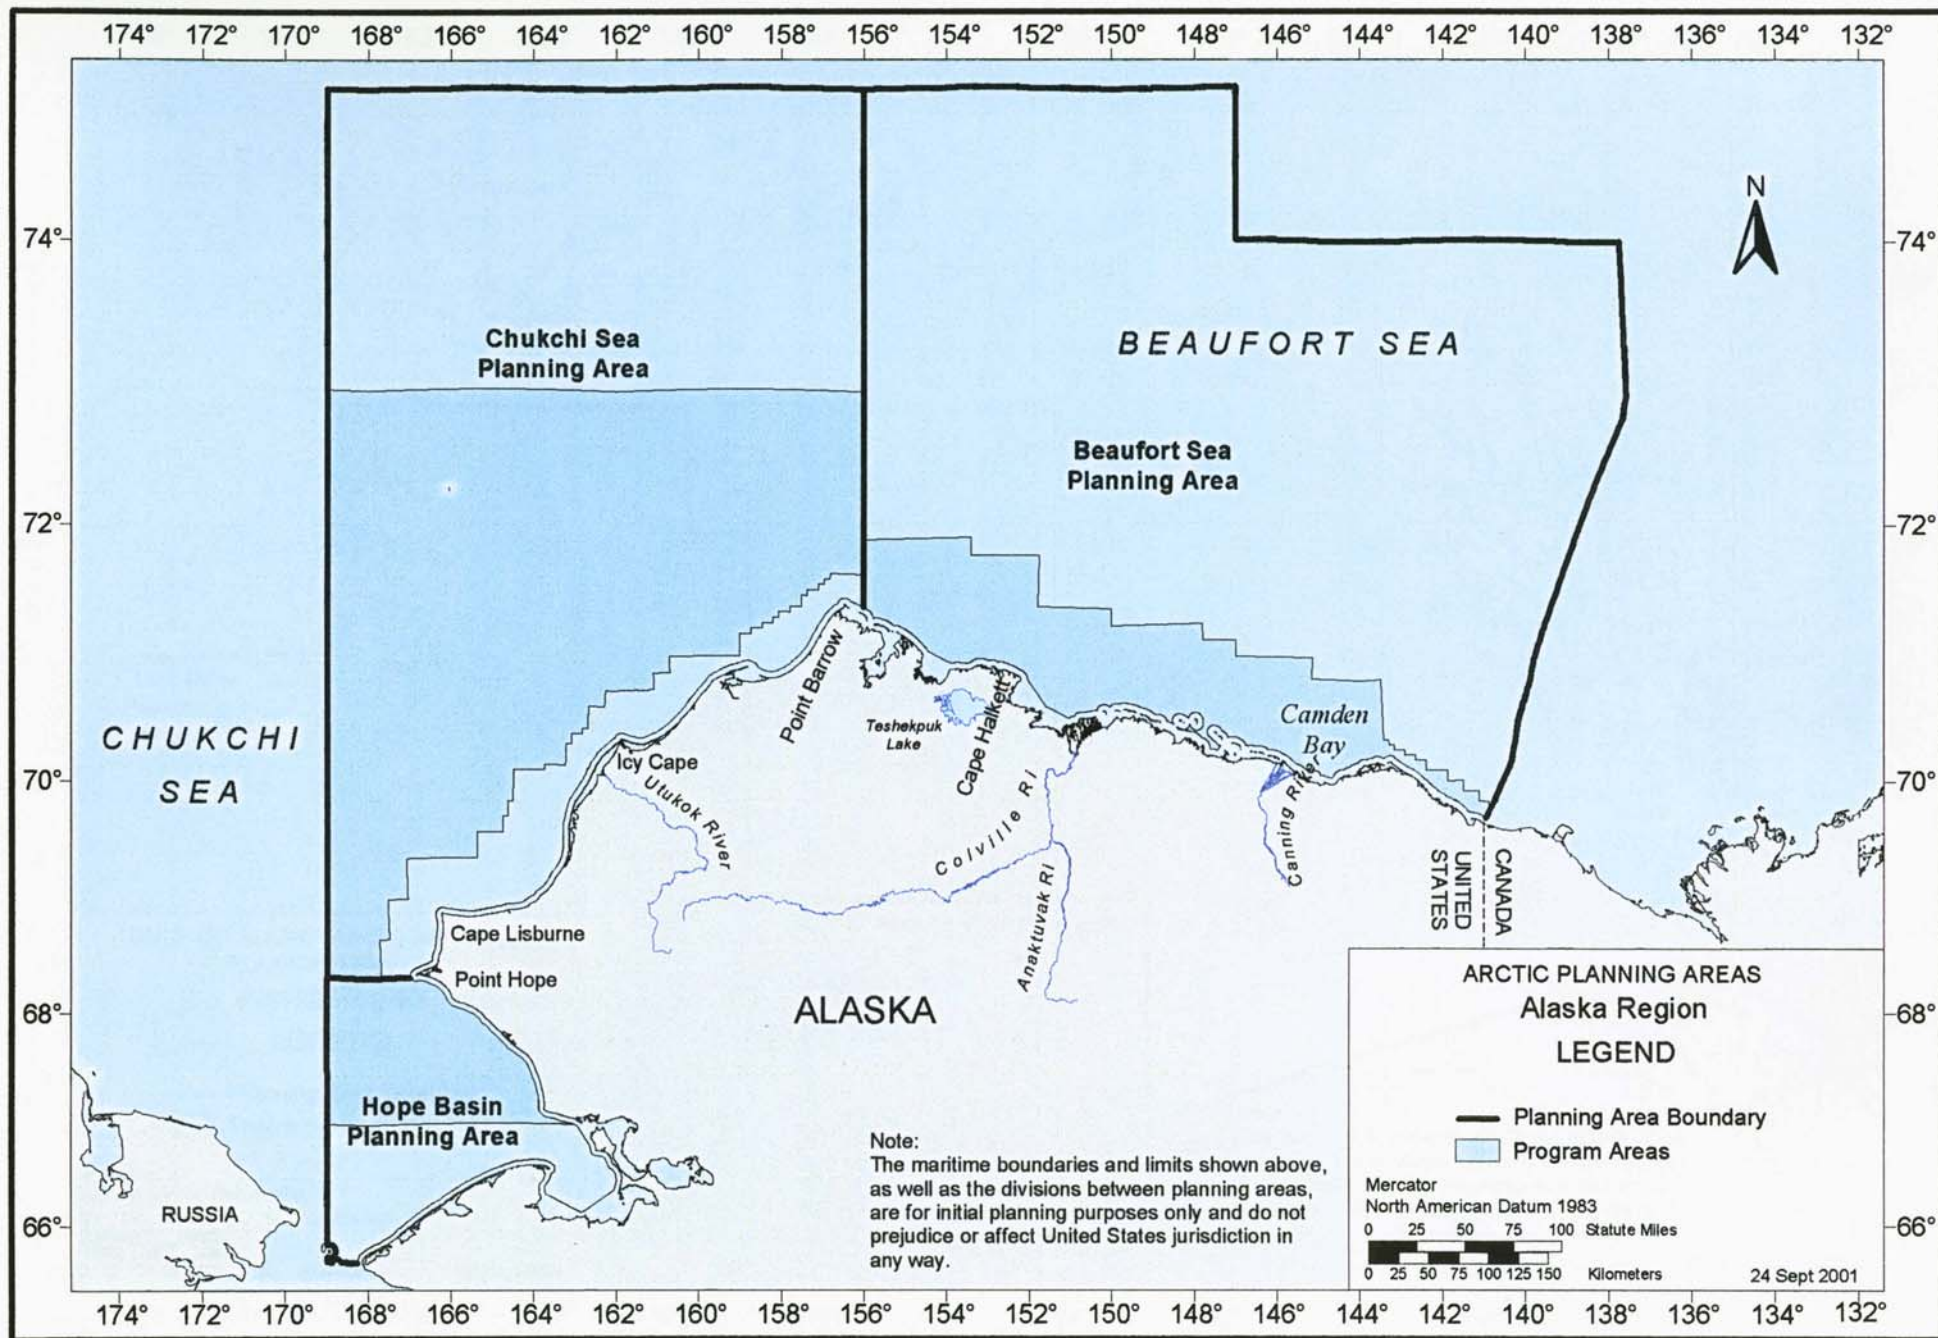 174° 172° 170° 168° 166° 164° 162° 160° 158° 156° 154° 152° 150° 148° 146° 144° 142° 140° 138° 136° 134° 132°
N
74° 74°
Chukchi Sea
Planning Area
BEAUFORT SEA
Beaufort Sea
Planning Area
72° 72°
CHUKCHI
SEA
Point Barrow
Teshekpuk
Lake
Cape Halkett
Camden
Bay
Icy Cape
70° 70°
Utukok River
Colville Ri
Canning River
Anaktuvak Ri
UNITED
STATES
CANADA
Cape Lisburne
Point Hope
ALASKA
68° 68°
ARCTIC PLANNING AREAS
Alaska Region
LEGEND
Planning Area Boundary
Program Areas
Hope Basin
Planning Area
RUSSIA
66° 66°
Note:
The maritime boundaries and limits shown above,
as well as the divisions between planning areas,
are for initial planning purposes only and do not
prejudice or affect United States jurisdiction in
any way.
Mercator
North American Datum 1983
0 25 50 75 100 Statute Miles
0 25 50 75 100 125 150 Kilometers
24 Sept 2001
174° 172° 170° 168° 166° 164° 162° 160° 158° 156° 154° 152° 150° 148° 146° 144° 142° 140° 138° 136° 134° 132°